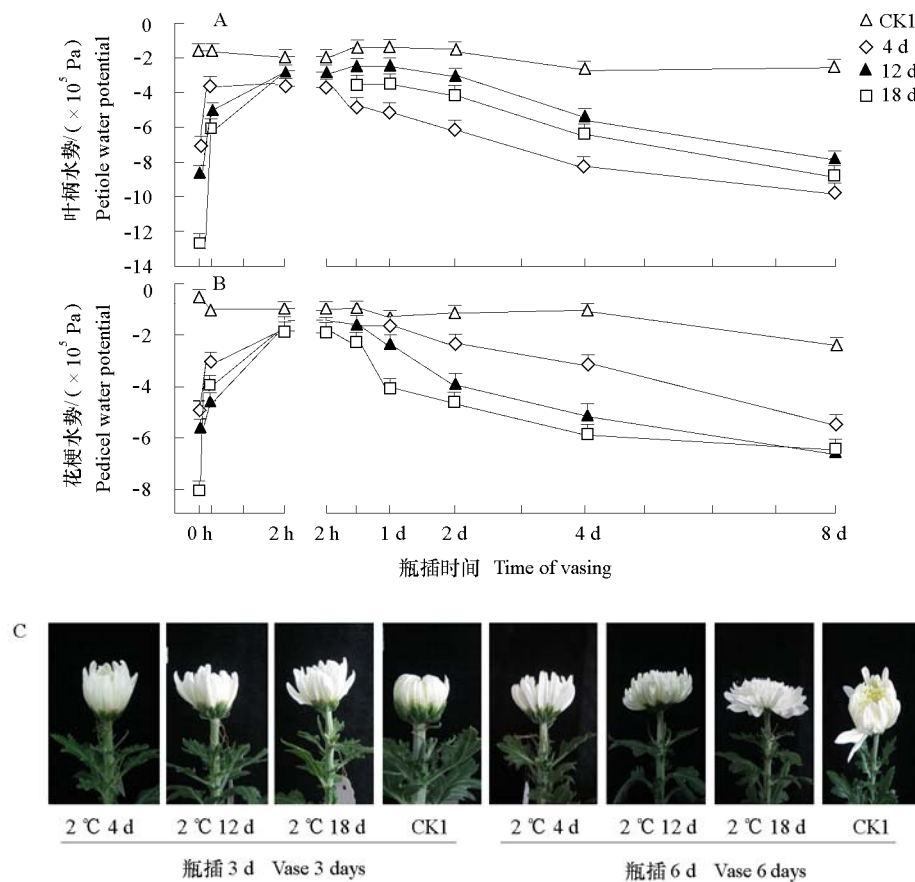 A
CK1
4 d
12 d
18 d
0
-2
-4
-6
-8
-10
-12
-14
叶柄水势/(×10⁵ Pa)
Petiole water potential
B
0
-2
-4
-6
-8
花梗水势/(×10⁵ Pa)
Pedicel water potential
0 h 2 h 2 h 1 d 2 d 4 d 8 d
瓶插时间 Time of vasing
C
2 ℃ 4 d 2 ℃ 12 d 2 ℃ 18 d CK1 2 ℃ 4 d 2 ℃ 12 d 2 ℃ 18 d CK1
瓶插 3 d Vase 3 days 瓶插 6 d Vase 6 days